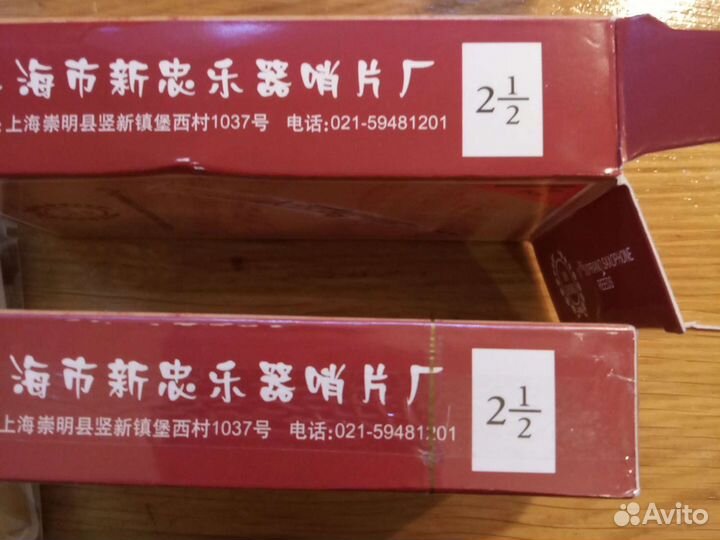 海市新忠乐器哨片厂
上海崇明县竖新镇堡西村1037号 电话:021-59481201
2 1/2
SOPRANO SAXOPHONE
REEDS
海市新忠乐器哨片厂
上海崇明县竖新镇堡西村1037号 电话:021-59481201
2 1/2
Avito